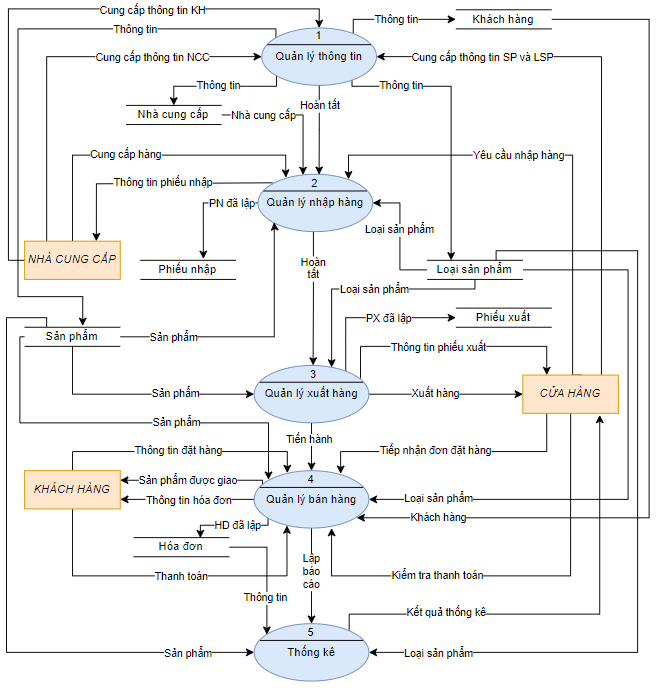 Cung cấp thông tin KH
Thông tin
Khách hàng
Thông tin
1
Quản lý thông tin
Cung cấp thông tin NCC
Cung cấp thông tin SP và LSP
Thông tin
Thông tin
Hoàn tất
Nhà cung cấp
Nhà cung cấp
Cung cấp hàng
Yêu cầu nhập hàng
Thông tin phiếu nhập
2
Quản lý nhập hàng
PN đã lập
Loại sản phẩm
NHÀ CUNG CẤP
Phiếu nhập
Hoàn
tất
Loại sản phẩm
Loại sản phẩm
PX đã lập
Phiếu xuất
Sản phẩm
Sản phẩm
Thông tin phiếu xuất
3
Quản lý xuất hàng
Sản phẩm
Xuất hàng
CỬA HÀNG
Sản phẩm
Tiến hành
Thông tin đặt hàng
Tiếp nhận đơn đặt hàng
4
Quản lý bán hàng
Sản phẩm được giao
KHÁCH HÀNG
Thông tin hóa đơn
Loại sản phẩm
Khách hàng
HD đã lập
Hóa đơn
Lập
báo
cáo
Thanh toán
Kiểm tra thanh toán
Thông tin
Kết quả thống kê
5
Thống kê
Sản phẩm
Loại sản phẩm